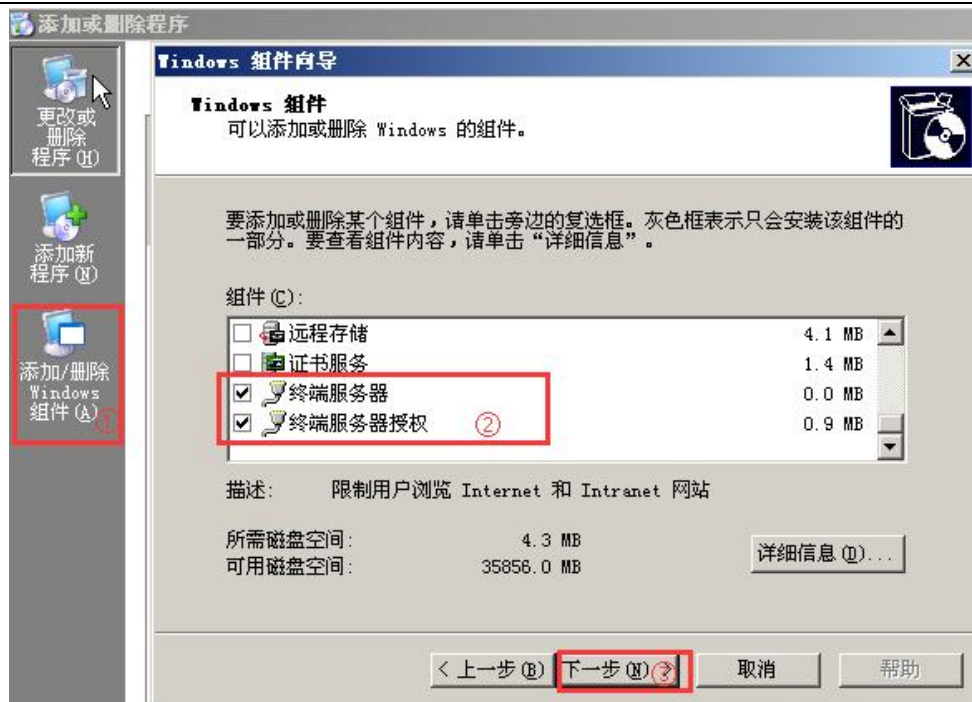 添加或删除程序
更改或
删除
程序(H)
添加新
程序(N)
添加/删除
Windows
组件(A)
①
Windows 组件向导
Windows 组件
可以添加或删除 Windows 的组件。
要添加或删除某个组件，请单击旁边的复选框。灰色框表示只会安装该组件的
一部分。要查看组件内容，请单击“详细信息”。
组件(C):
远程存储 4.1 MB
证书服务 1.4 MB
终端服务器 0.0 MB
终端服务器授权 ② 0.9 MB
描述: 限制用户浏览 Internet 和 Intranet 网站
所需磁盘空间: 4.3 MB
可用磁盘空间: 35856.0 MB
详细信息(D)...
< 上一步(B) 下一步(N) > 取消 帮助